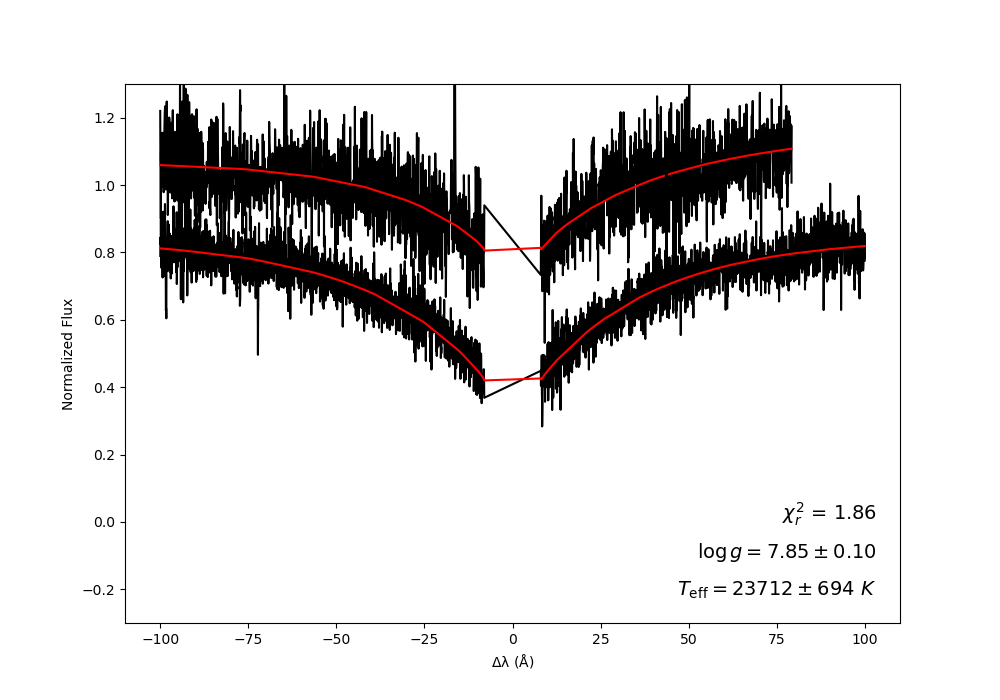 1.2
1.0
0.8
0.6
0.4
0.2
0.0
−0.2
Normalized Flux
χ²ᵣ = 1.86
log g = 7.85 ± 0.10
T_eff = 23712 ± 694 K
−100 −75 −50 −25 0 25 50 75 100
Δλ (Å)